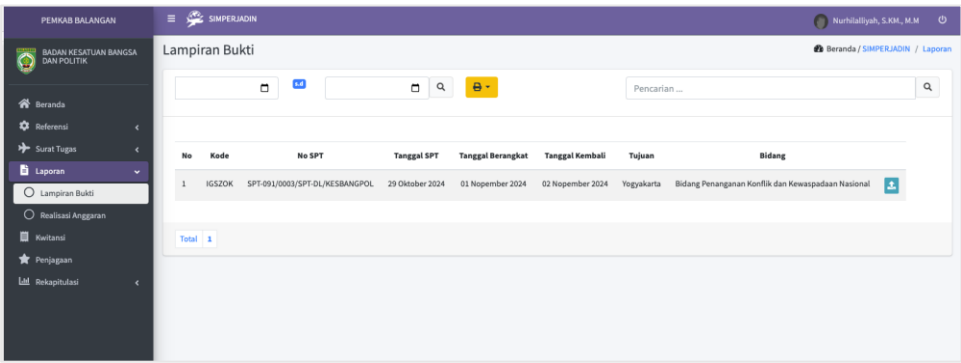 PEMKAB BALANGAN
SIMPERJADIN
Nurhilalliyah, S.KM., M.M
BADAN KESATUAN BANGSA
DAN POLITIK
Lampiran Bukti
Beranda / SIMPERJADIN / Laporan
s.d
Pencarian ...
Beranda
Referensi
Surat Tugas
Laporan
Lampiran Bukti
Realisasi Anggaran
Kwitansi
Penjagaan
Rekapitulasi
No Kode No SPT Tanggal SPT Tanggal Berangkat Tanggal Kembali Tujuan Bidang
1 IGSZOK SPT-091/0003/SPT-DL/KESBANGPOL 29 Oktober 2024 01 Nopember 2024 02 Nopember 2024 Yogyakarta Bidang Penanganan Konflik dan Kewaspadaan Nasional
Total 1